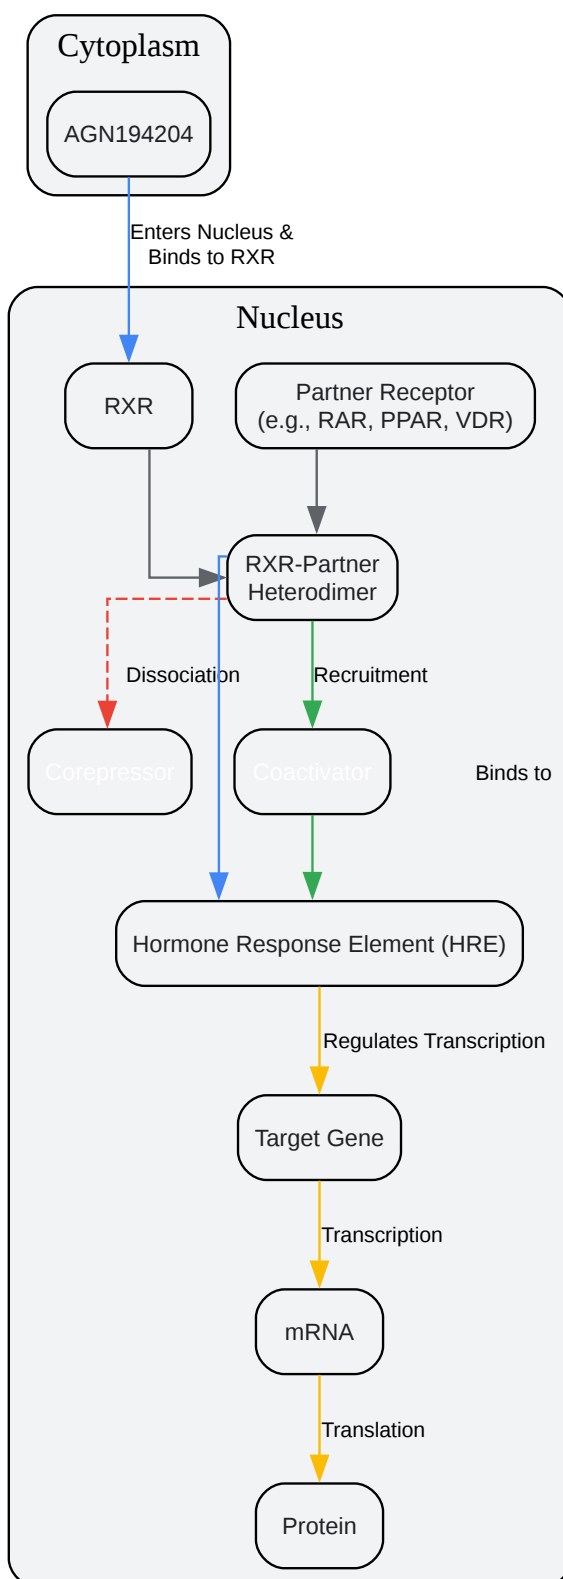 Cytoplasm
AGN194204
Enters Nucleus &
Binds to RXR
Nucleus
RXR
Partner Receptor
(e.g., RAR, PPAR, VDR)
RXR-Partner
Heterodimer
Dissociation
Recruitment
Corepressor
Coactivator
Binds to
Hormone Response Element (HRE)
Regulates Transcription
Target Gene
Transcription
mRNA
Translation
Protein